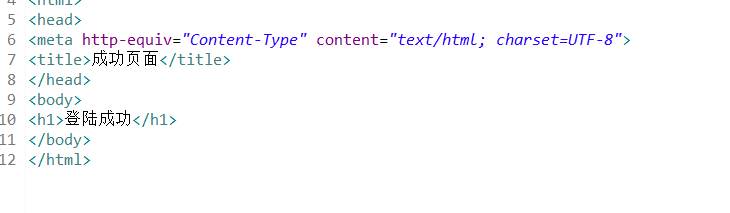 4 <html>
5 <head>
6 <meta http-equiv="Content-Type" content="text/html; charset=UTF-8">
7 <title>成功页面</title>
8 </head>
9 <body>
10 <h1>登陆成功</h1>
11 </body>
12 </html>